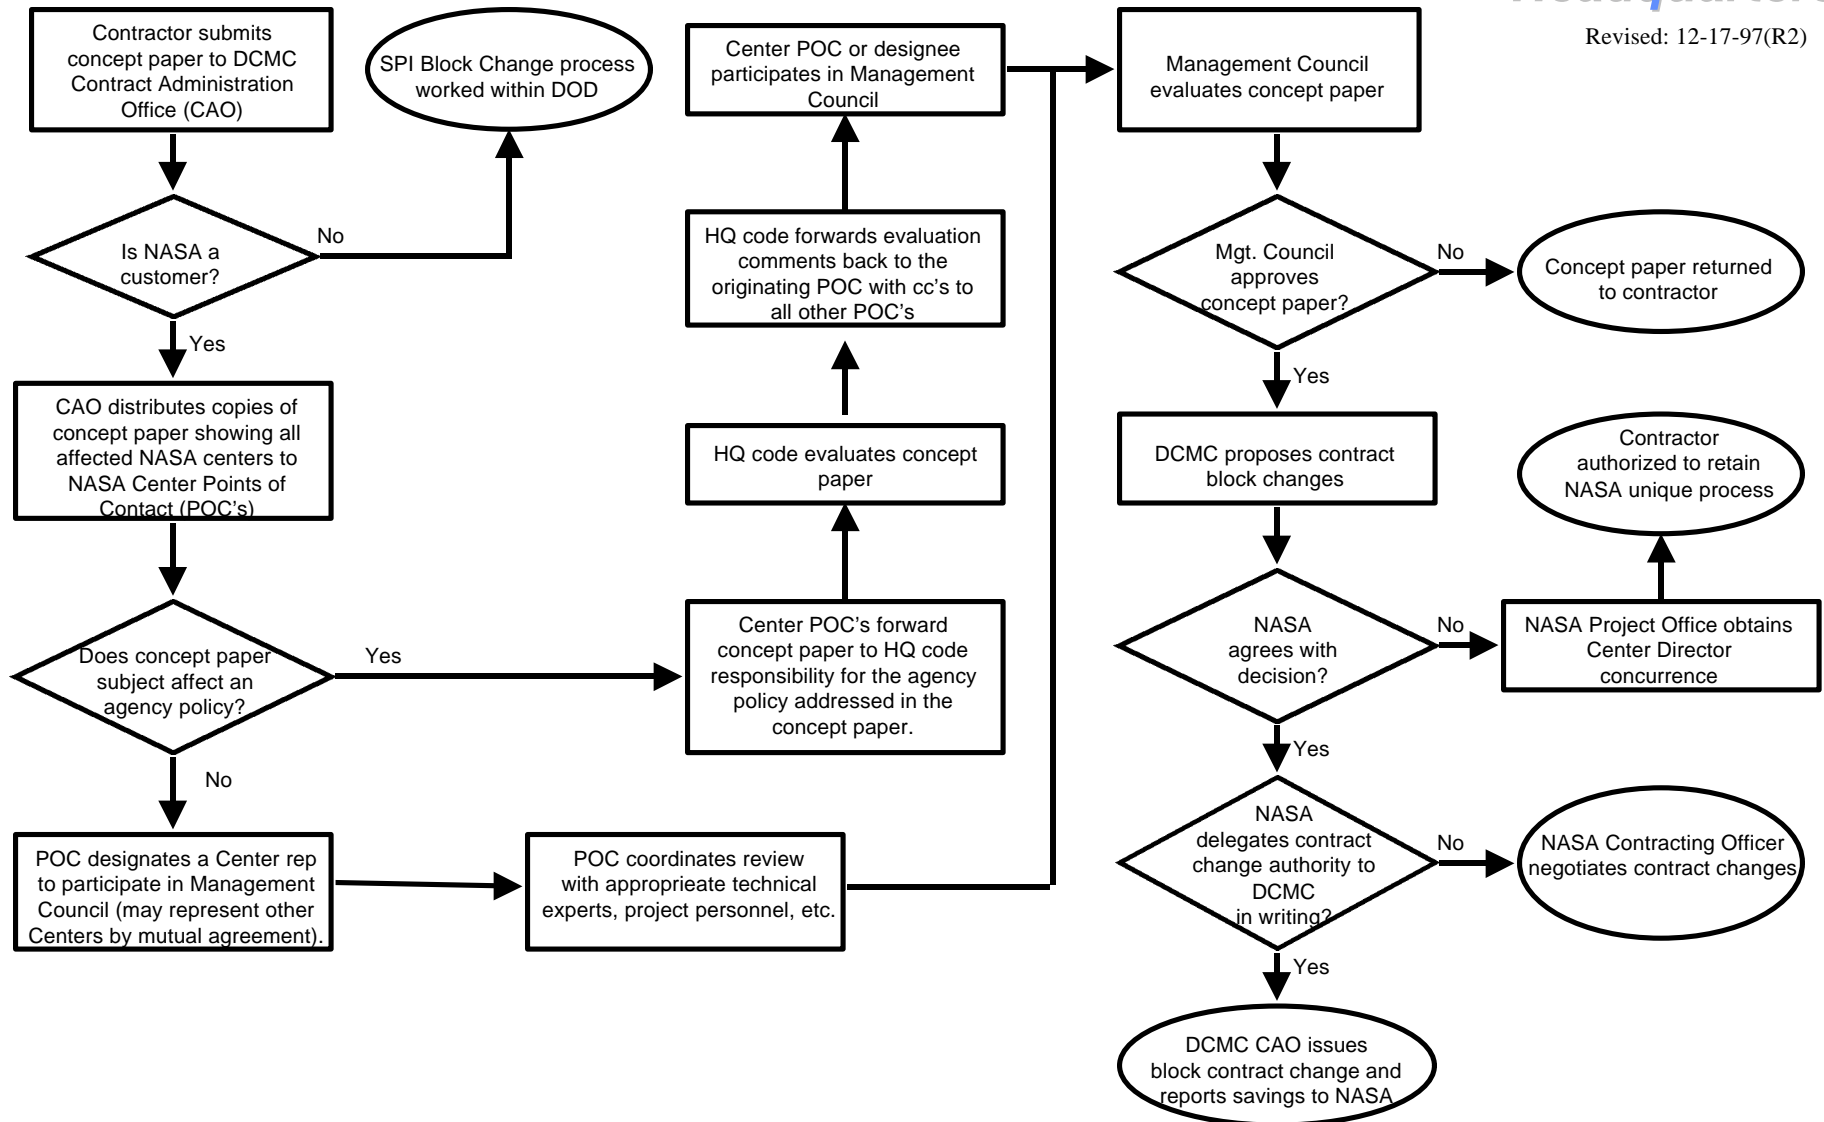 Headquarters
Revised: 12-17-97(R2)
Contractor submits
concept paper to DCMC
Contract Administration
Office (CAO)
SPI Block Change process
worked within DOD
Is NASA a
customer?
No
Yes
CAO distributes copies of
concept paper showing all
affected NASA centers to
NASA Center Points of
Contact (POC's)
Does concept paper
subject affect an
agency policy?
Yes
No
POC designates a Center rep
to participate in Management
Council (may represent other
Centers by mutual agreement).
POC coordinates review
with approprieate technical
experts, project personnel, etc.
Center POC or designee
participates in Management
Council
HQ code forwards evaluation
comments back to the
originating POC with cc's to
all other POC's
HQ code evaluates concept
paper
Center POC's forward
concept paper to HQ code
responsibility for the agency
policy addressed in the
concept paper.
Management Council
evaluates concept paper
Mgt. Council
approves
concept paper?
No
Concept paper returned
to contractor
Yes
DCMC proposes contract
block changes
Contractor
authorized to retain
NASA unique process
NASA
agrees with
decision?
No
NASA Project Office obtains
Center Director
concurrence
Yes
NASA
delegates contract
change authority to
DCMC
in writing?
No
NASA Contracting Officer
negotiates contract changes
Yes
DCMC CAO issues
block contract change and
reports savings to NASA